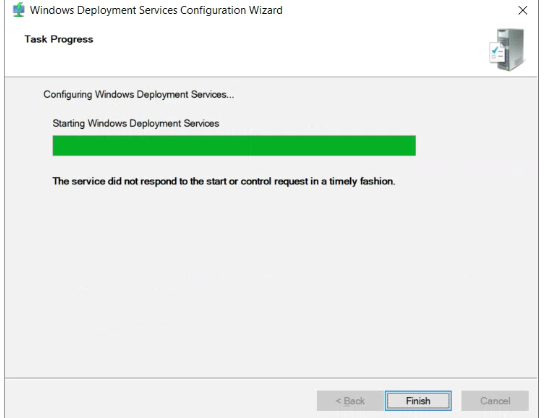 Windows Deployment Services Configuration Wizard
Task Progress
Configuring Windows Deployment Services...
Starting Windows Deployment Services
The service did not respond to the start or control request in a timely fashion.
< Back Finish Cancel